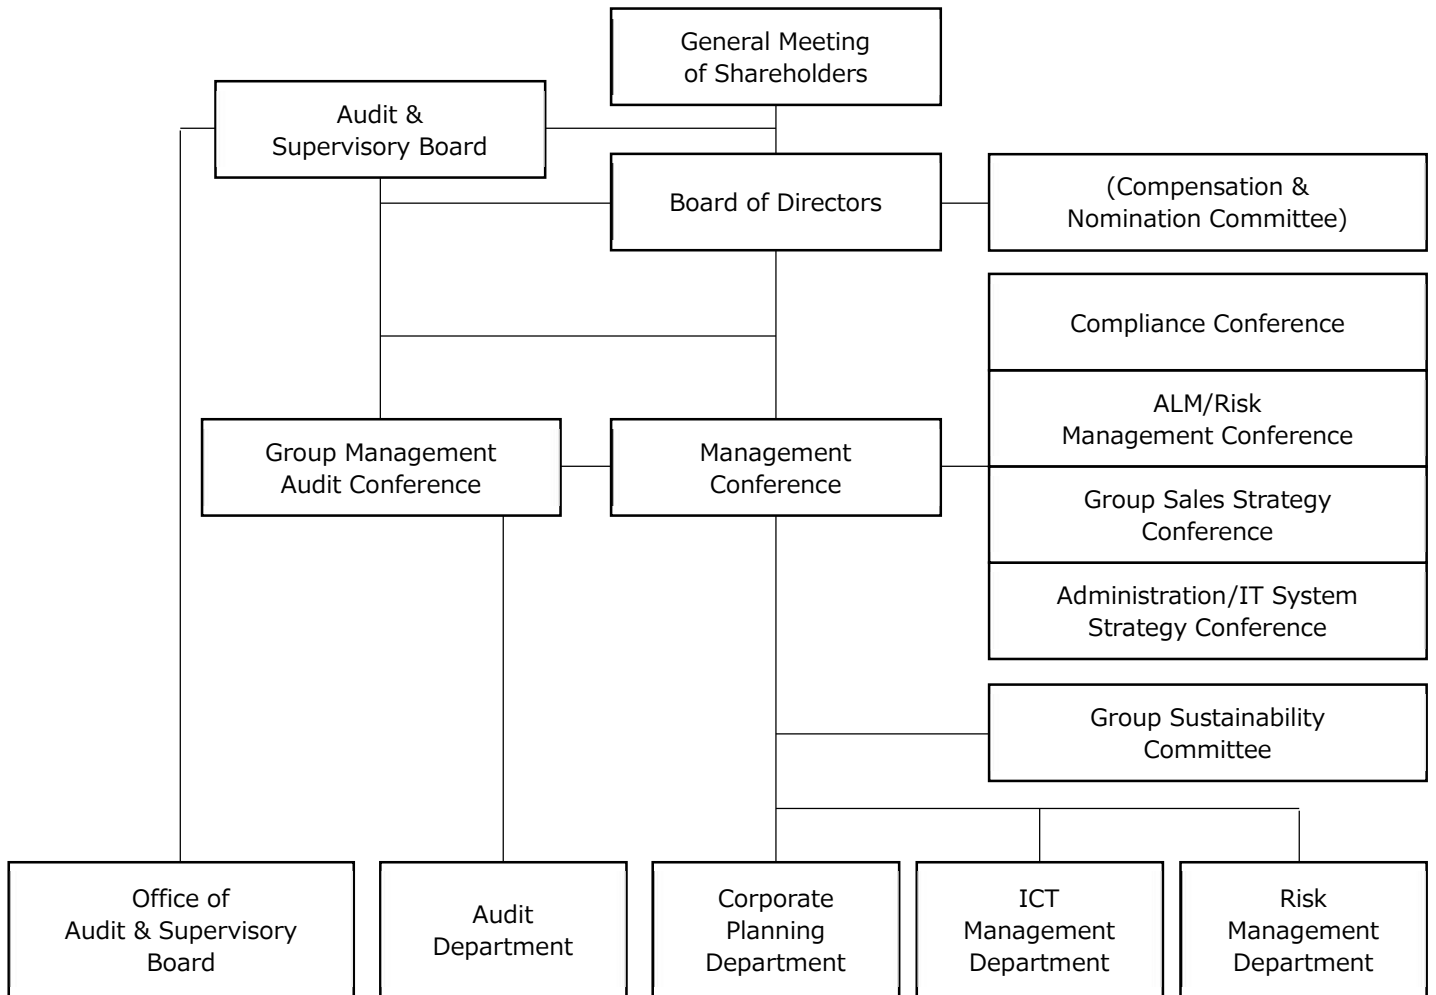 General Meeting
of Shareholders
Audit &
Supervisory Board
Board of Directors
(Compensation &
Nomination Committee)
Compliance Conference
ALM/Risk
Management Conference
Group Management
Audit Conference
Management
Conference
Group Sales Strategy
Conference
Administration/IT System
Strategy Conference
Group Sustainability
Committee
Office of
Audit & Supervisory
Board
Audit
Department
Corporate
Planning
Department
ICT
Management
Department
Risk
Management
Department